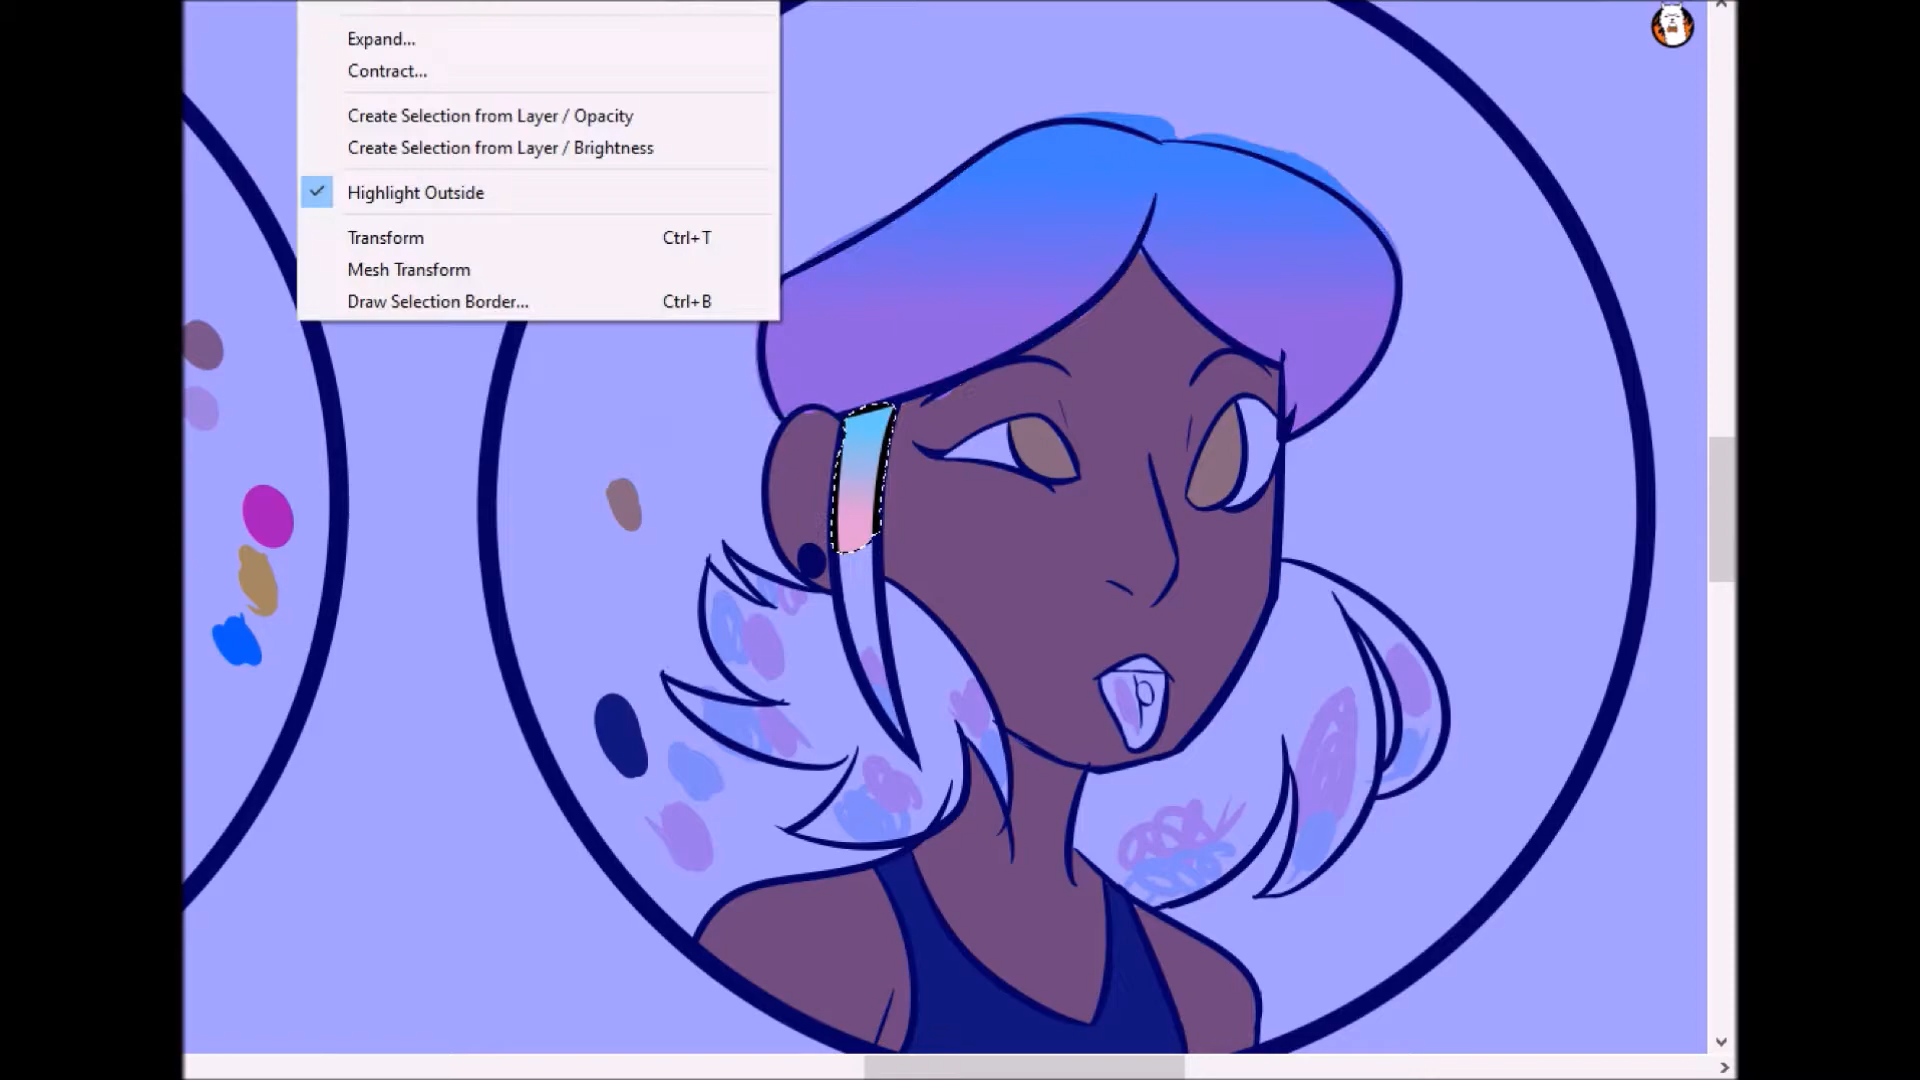 Expand...
Contract...
Create Selection from Layer / Opacity
Create Selection from Layer / Brightness
Highlight Outside
Transform Ctrl+T
Mesh Transform
Draw Selection Border... Ctrl+B